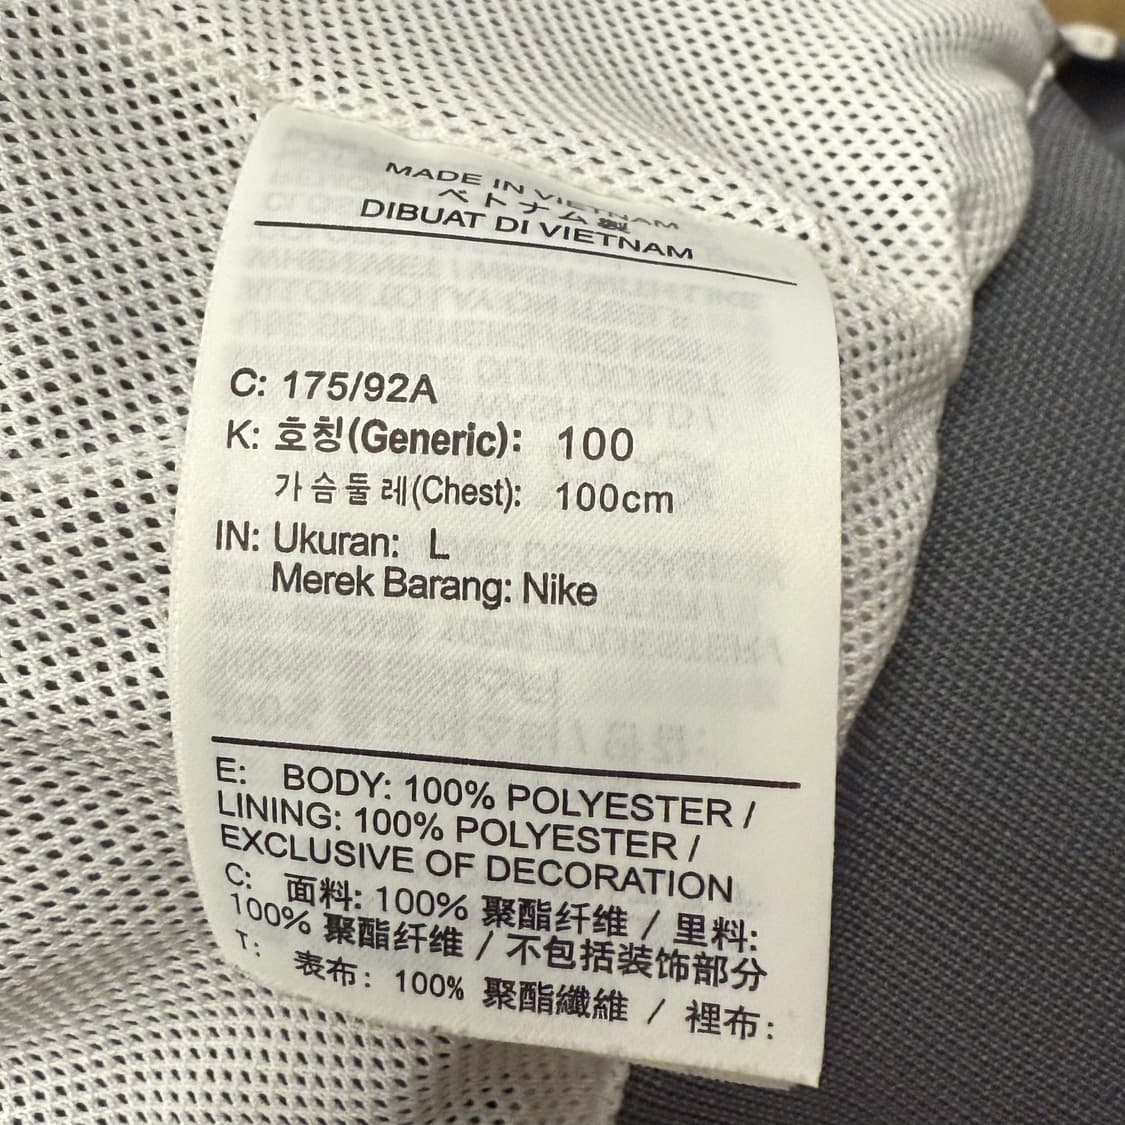 MADE IN VIETNAM
ベトナム製
DIBUAT DI VIETNAM
C: 175/92A
K: 호칭(Generic): 100
가슴둘레(Chest): 100cm
IN: Ukuran: L
Merek Barang: Nike
E: BODY: 100% POLYESTER /
LINING: 100% POLYESTER /
EXCLUSIVE OF DECORATION
C: 面料: 100% 聚酯纤维 / 里料:
100% 聚酯纤维 / 不包括装饰部分
T: 表布: 100% 聚酯纖維 / 裡布: